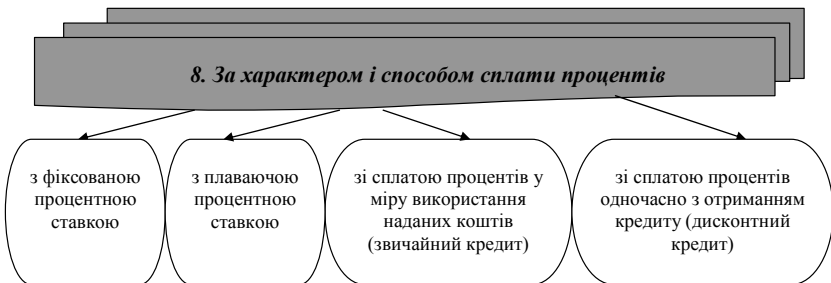 8. За характером і способом сплати процентів
з фіксованою
процентною
ставкою
з плаваючою
процентною
ставкою
зі сплатою процентів у
міру використання
наданих коштів
(звичайний кредит)
зі сплатою процентів
одночасно з отриманням
кредиту (дисконтний
кредит)